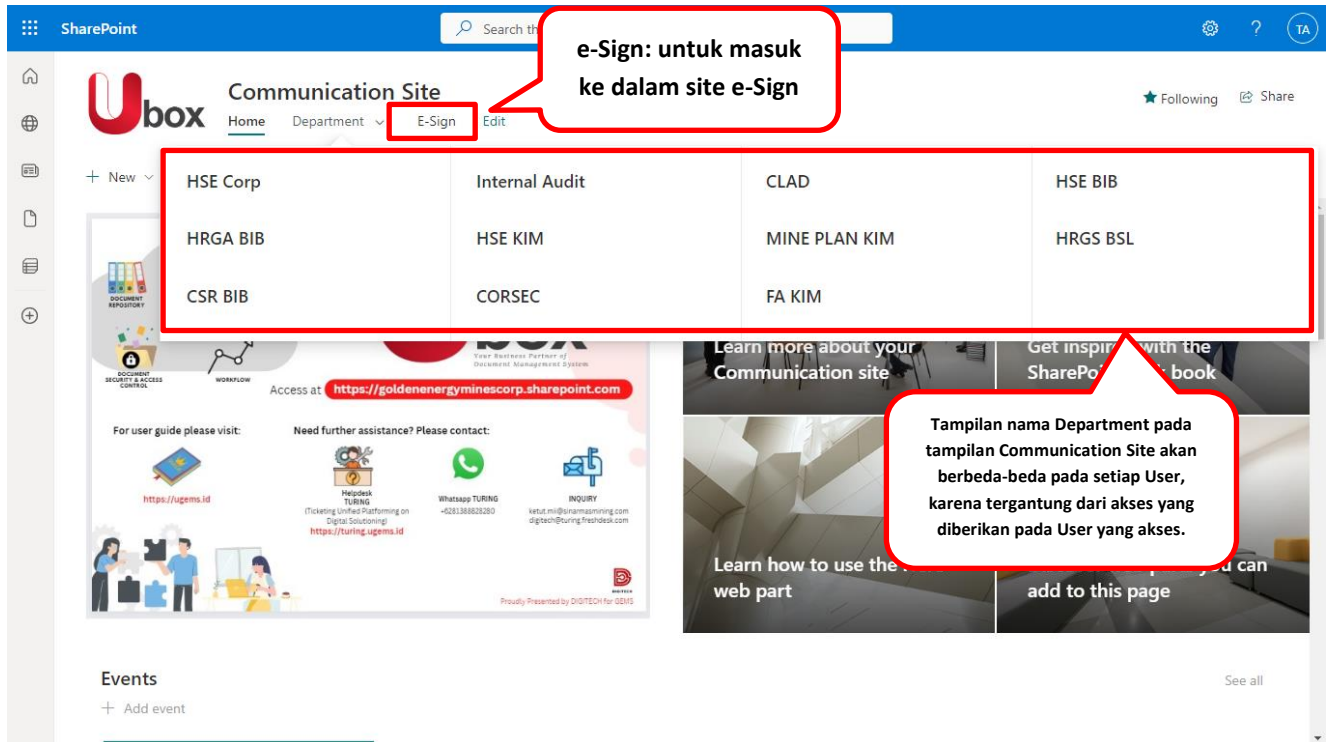 SharePoint
Search th
?
TA
e-Sign: untuk masuk
ke dalam site e-Sign
Ubox
Communication Site
Home Department E-Sign Edit
Following Share
+ New
HSE Corp Internal Audit CLAD HSE BIB
HRGA BIB HSE KIM MINE PLAN KIM HRGS BSL
CSR BIB CORSEC FA KIM
DOCUMENT
REPOSITORY
DOCUMENT
SECURITY & ACCESS
CONTROL
WORKFLOW
Your Business Partner of
Document Management System
Access at https://goldenenergyminescorp.sharepoint.com
For user guide please visit:
https://ugems.id
Need further assistance? Please contact:
Helpdesk
TURING
(Ticketing Unified Platforming on
Digital Solutioning)
https://turing.ugems.id
Whatsapp TURING
+6281388828280
INQUIRY
ketut.mi@sinarmasmining.com
digitech@turing.freshdesk.com
DIGITECH
Proudly Presented by DIGITECH for GEMS
Learn more about your
Communication site
Get inspir with the
SharePoi k book
Tampilan nama Department pada
tampilan Communication Site akan
berbeda-beda pada setiap User,
karena tergantung dari akses yang
diberikan pada User yang akses.
Learn how to use the
web part
you can
add to this page
Events
See all
+ Add event